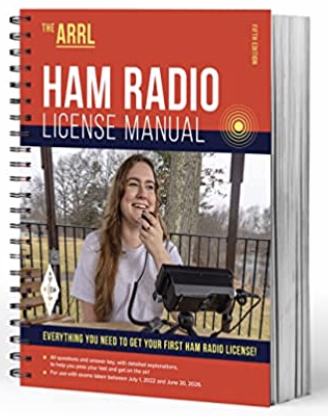 THE ARRL
FIFTH EDITION
HAM RADIO
LICENSE MANUAL
EVERYTHING YOU NEED TO GET YOUR FIRST HAM RADIO LICENSE!
All questions and answer key, with detailed explanations,
to help you pass your test and get on the air!
For use with exams taken between July 1, 2022 and June 30, 2026.